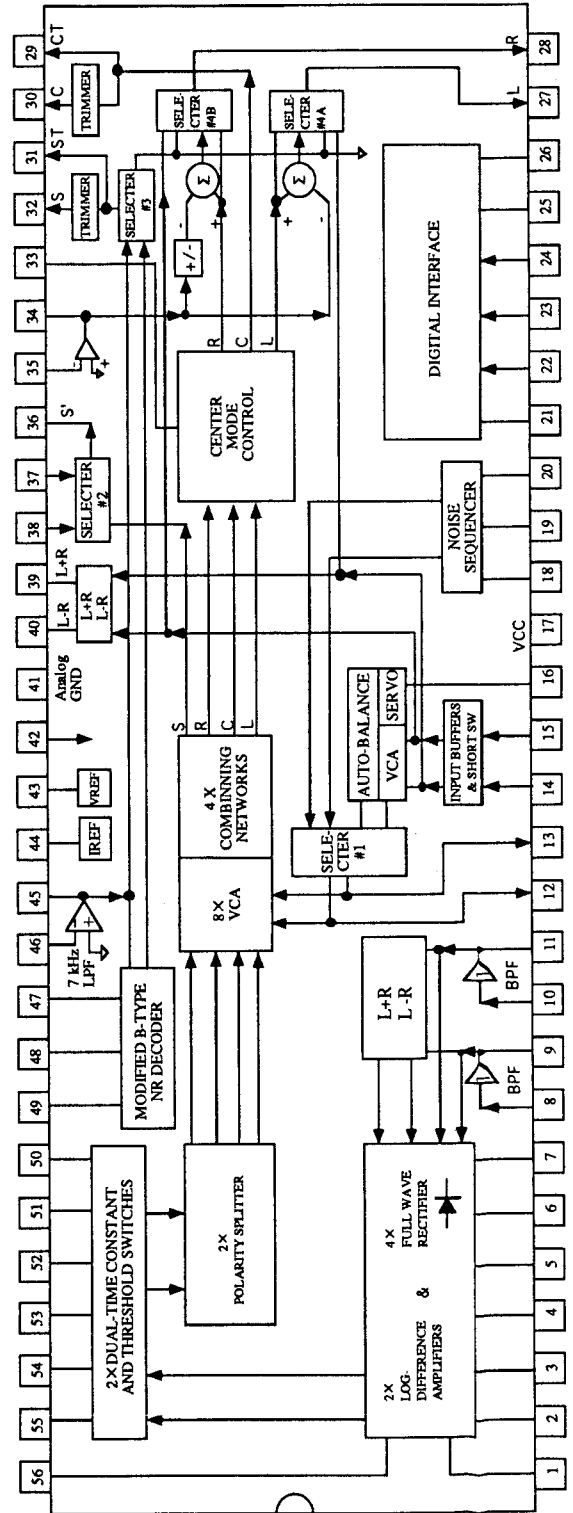 29
30
31
32
33
34
35
36
37
38
39
40
41
42
43
44
45
46
47
48
49
50
51
52
53
54
55
56
CT
C
ST
S
TRIMMER
TRIMMER
SELECTER
#3
S'
SELECTER
#2
L+R
L-R
L+R
L-R
Analog
GND
VREF
IREF
7 kHz
LPF
MODIFIED B-TYPE
NR DECODER
2X DUAL-TIME CONSTANT
AND THRESHOLD SWITCHES
SELE-
CTER
#4B
SELE-
CTER
#4A
Σ
Σ
-
+
+
-
+/-
-
+
-
+
R
C
L
CENTER
MODE
CONTROL
S
R
C
L
4 X
COMBINNING
NETWORKS
8X
VCA
2X
POLARITY SPLITTER
R
L
DIGITAL INTERFACE
NOISE
SEQUENCER
VCC
AUTO-BALANCE
VCA
SERVO
INPUT BUFFERS
& SHORT SW
SELE-
CTER
#1
L+R
L-R
BPF
BPF
4X
FULL WAVE
RECTIFIER
&
2X
LOG-
DIFFERENCE
AMPLIFIERS
28
27
26
25
24
23
22
21
20
19
18
17
16
15
14
13
12
11
10
9
8
7
6
5
4
3
2
1